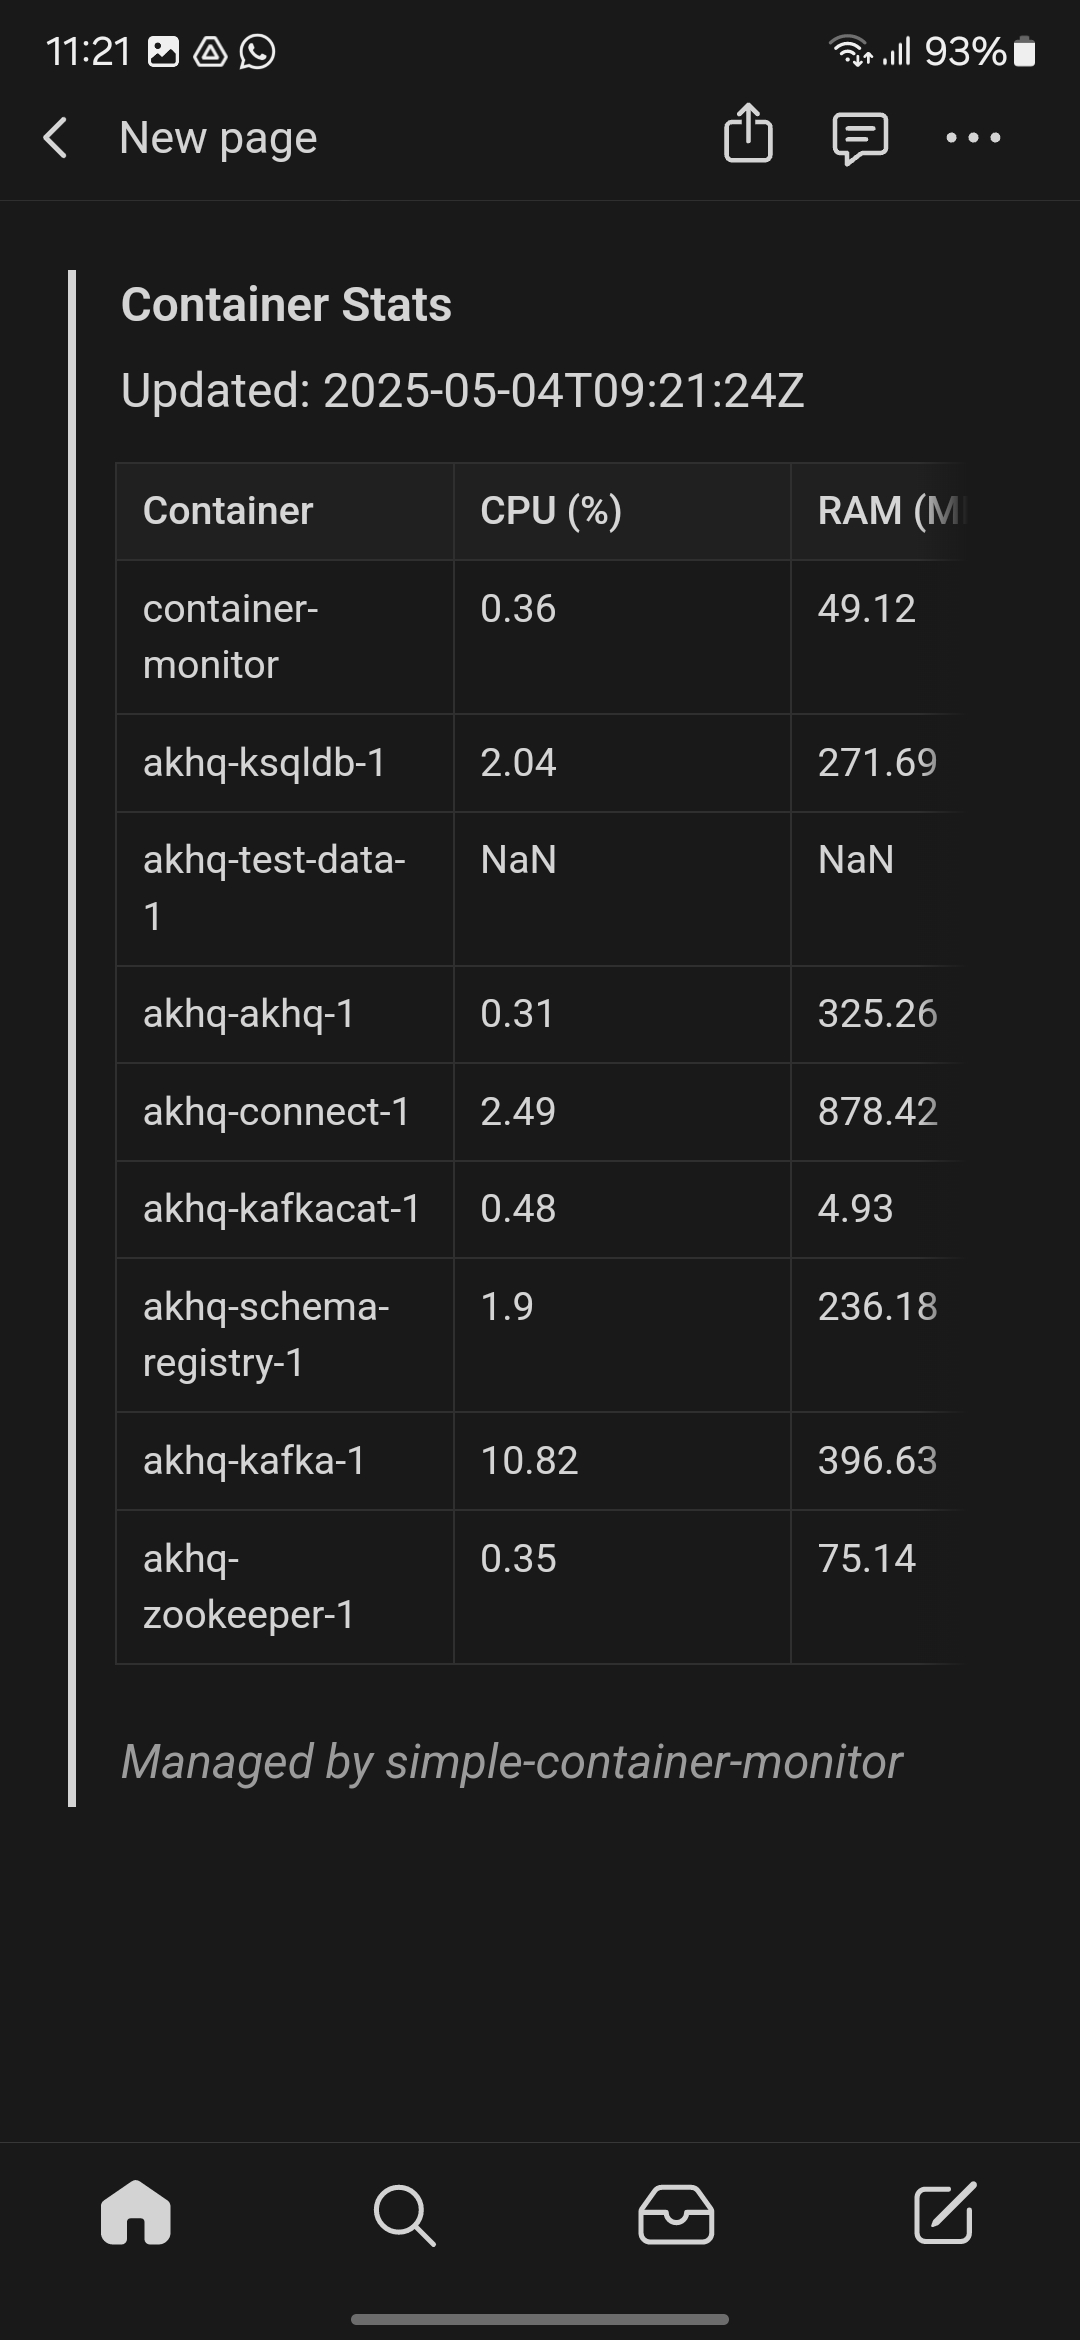 11:21 93%
New page
Container Stats
Updated: 2025-05-04T09:21:24Z
Container CPU (%) RAM (M
container- 0.36 49.12
monitor
akhq-ksqldb-1 2.04 271.69
akhq-test-data- NaN NaN
1
akhq-akhq-1 0.31 325.26
akhq-connect-1 2.49 878.42
akhq-kafkacat-1 0.48 4.93
akhq-schema- 1.9 236.18
registry-1
akhq-kafka-1 10.82 396.63
akhq- 0.35 75.14
zookeeper-1
Managed by simple-container-monitor